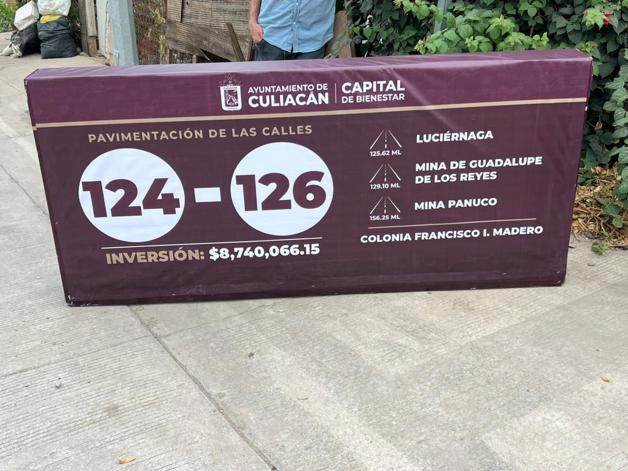 AYUNTAMIENTO DE
CULIACÁN
CAPITAL
DE BIENESTAR
PAVIMENTACIÓN DE LAS CALLES
124 - 126
INVERSIÓN: $8,740,066.15
125.62 ML
LUCIÉRNAGA
129.10 ML
MINA DE GUADALUPE
DE LOS REYES
156.25 ML
MINA PANUCO
COLONIA FRANCISCO I. MADERO